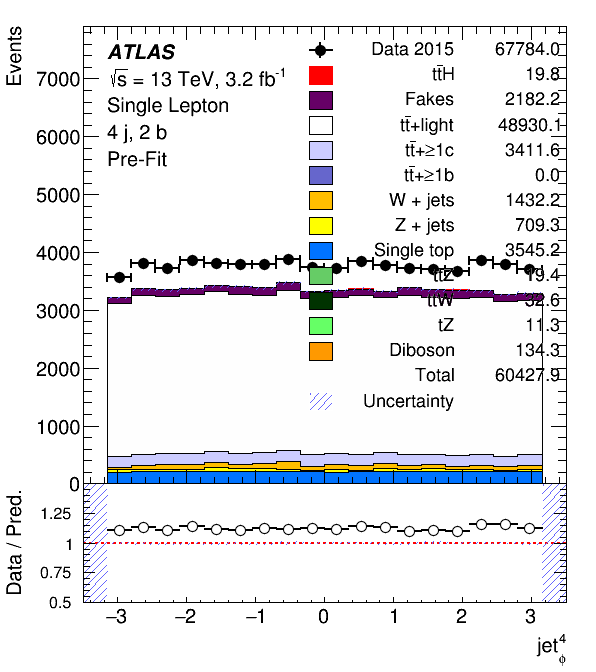 Events
7000
6000
5000
4000
3000
2000
1000
0
ATLAS
√s = 13 TeV, 3.2 fb-1
Single Lepton
4 j, 2 b
Pre-Fit
Data 2015 67784.0
tt̄H 19.8
Fakes 2182.2
tt̄+light 48930.1
tt̄+≥1c 3411.6
tt̄+≥1b 0.0
W + jets 1432.2
Z + jets 709.3
Single top 3545.2
tt̄Z 19.4
tt̄W 32.6
tZ 11.3
Diboson 134.3
Total 60427.9
Uncertainty
Data / Pred.
1.25
1
0.75
0.5
−3 −2 −1 0 1 2 3
jet⁴ϕ